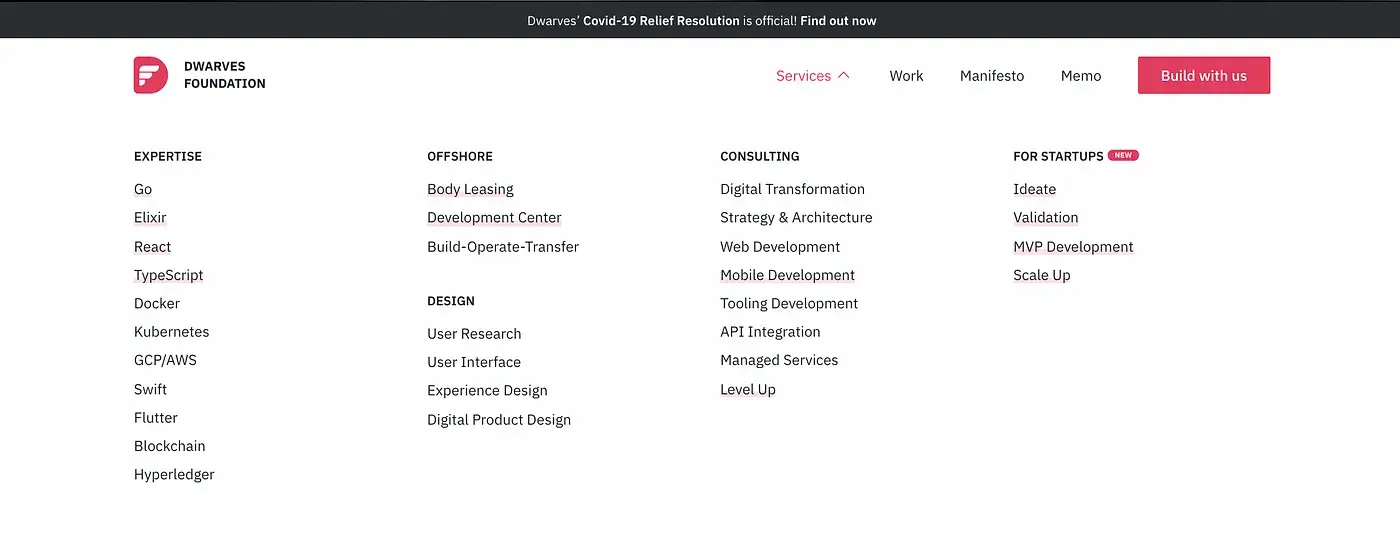 Dwarves’ Covid-19 Relief Resolution is official! Find out now
DWARVES
FOUNDATION
Services
Work
Manifesto
Memo
Build with us
EXPERTISE
Go
Elixir
React
TypeScript
Docker
Kubernetes
GCP/AWS
Swift
Flutter
Blockchain
Hyperledger
OFFSHORE
Body Leasing
Development Center
Build-Operate-Transfer
DESIGN
User Research
User Interface
Experience Design
Digital Product Design
CONSULTING
Digital Transformation
Strategy & Architecture
Web Development
Mobile Development
Tooling Development
API Integration
Managed Services
Level Up
FOR STARTUPS NEW
Ideate
Validation
MVP Development
Scale Up